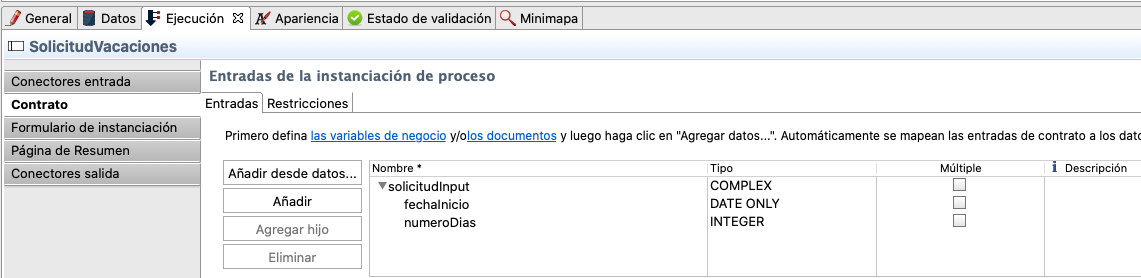 General Datos Ejecución Apariencia Estado de validación Minimapa
SolicitudVacaciones
Conectores entrada
Contrato
Formulario de instanciación
Página de Resumen
Conectores salida
Entradas de la instanciación de proceso
Entradas Restricciones
Primero defina las variables de negocio y/o los documentos y luego haga clic en "Agregar datos...". Automáticamente se mapean las entradas de contrato a los dato
Añadir desde datos...
Añadir
Agregar hijo
Eliminar
Nombre * Tipo Múltiple Descripción
solicitudInput COMPLEX
fechaInicio DATE ONLY
numeroDias INTEGER